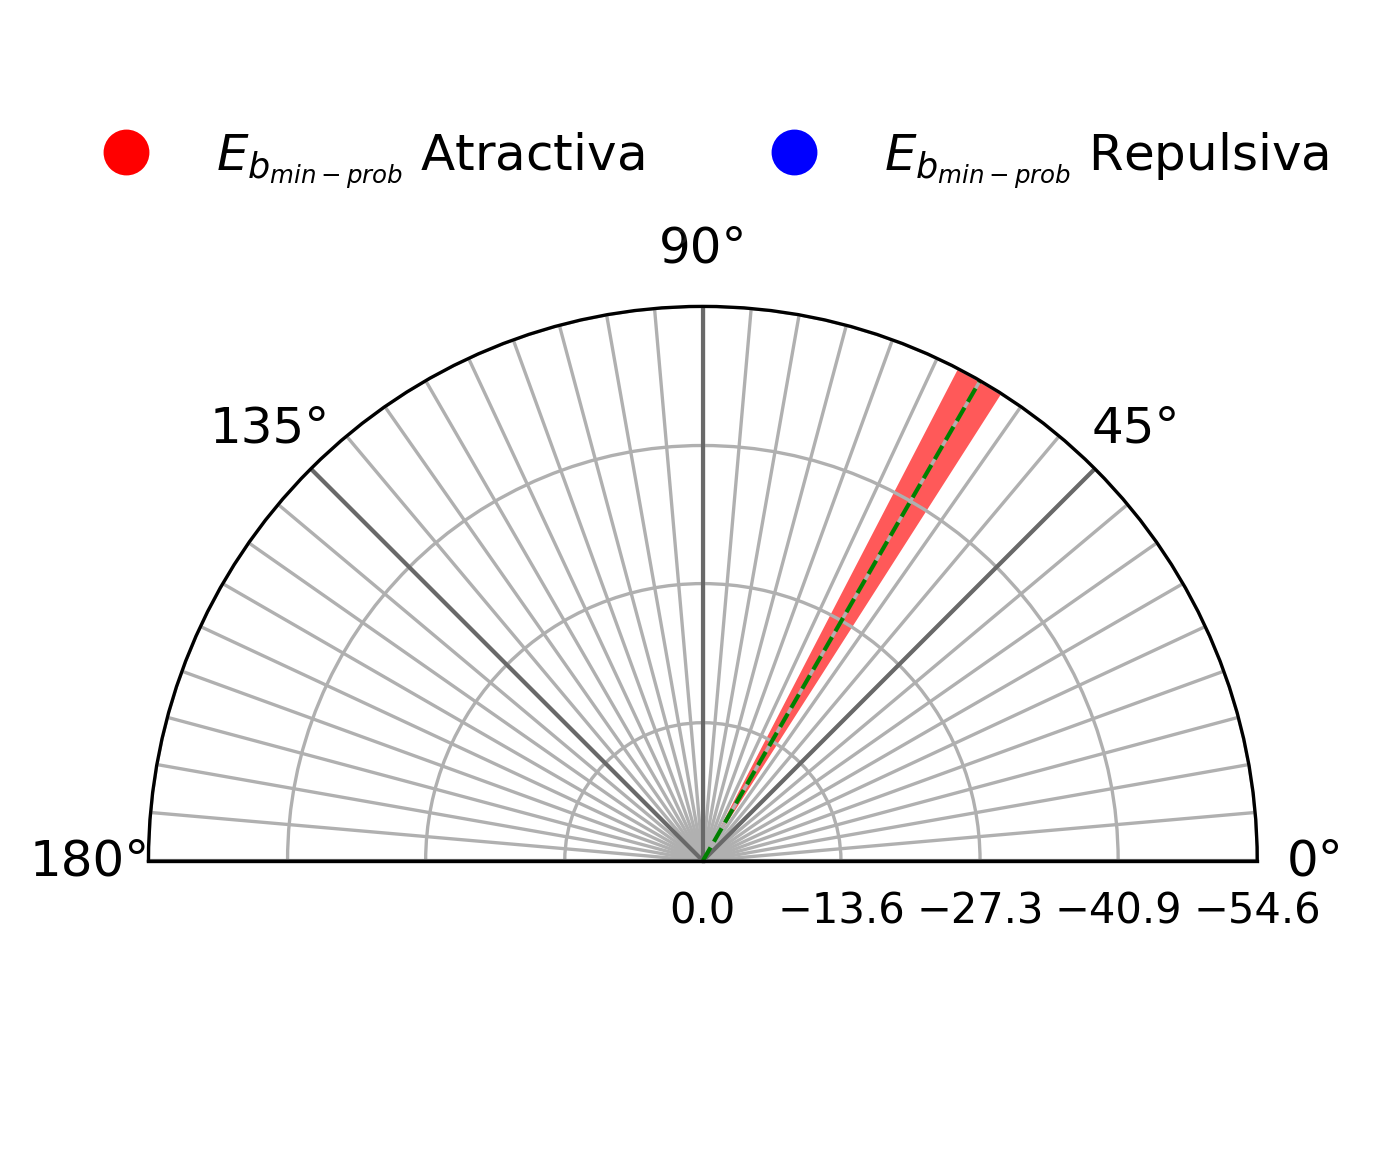 E_{b_{min-prob}} Atractiva E_{b_{min-prob}} Repulsiva
90°
135° 45°
180° 0°
0.0 −13.6 −27.3 −40.9 −54.6